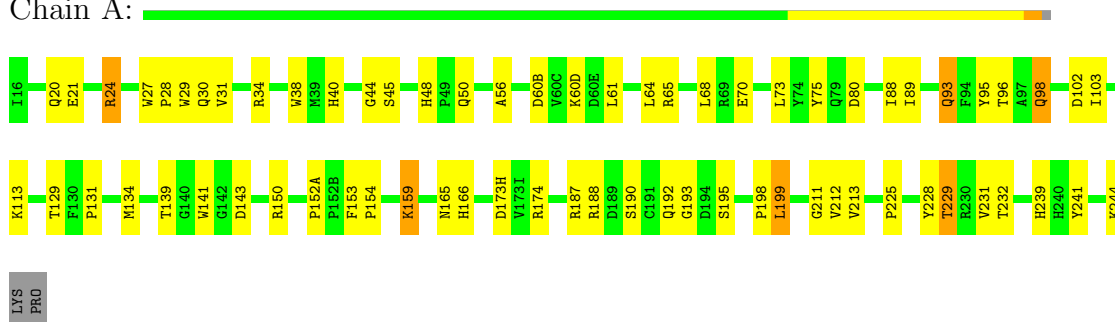 Chain A:
I16 Q20 E21 R24 W27 P28 W29 Q30 V31 R34 W38 M39 H40 G44 S45 H48 P49 Q50 A56 D60B V60C K60D D60E L61 L64 R65 L68 R69 E70 L73 Y74 Y75 Q79 D80 I88 I89 Q93 F94 Y95 T96 A97 Q98 D102 I103
K113 T129 F130 P131 M134 T139 G140 W141 G142 D143 R150 P152A P152B F153 P154 K159 N165 H166 D173H V173I R174 R187 R188 D189 S190 C191 Q192 G193 D194 S195 P198 L199 G211 V212 V213 P225 Y228 T229 R230 V231 T232 H239 H240 Y241 K244
LYS PRO